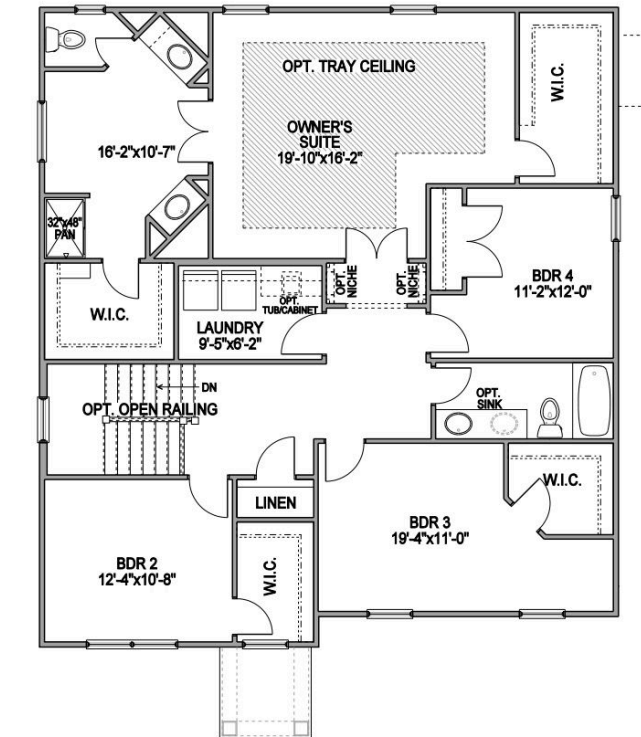 OPT. TRAY CEILING
W.I.C.
OWNER'S
SUITE
19'-10"x16'-2"
16'-2"x10'-7"
32"x48"
PAN
BDR 4
11'-2"x12'-0"
OPT.
NICHE
OPT.
NICHE
W.I.C.
OPT.
TUB/CABINET
LAUNDRY
9'-5"x6'-2"
DN
OPT. OPEN RAILING
OPT.
SINK
W.I.C.
LINEN
BDR 3
19'-4"x11'-0"
BDR 2
12'-4"x10'-8"
W.I.C.